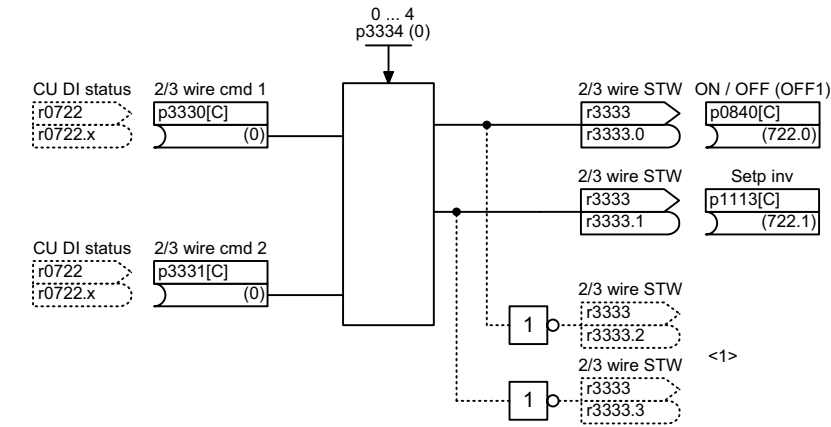 0 ... 4
p3334 (0)
CU DI status
r0722
r0722.x
2/3 wire cmd 1
p3330[C]
(0)
2/3 wire STW
r3333
r3333.0
ON / OFF (OFF1)
p0840[C]
(722.0)
2/3 wire STW
r3333
r3333.1
Setp inv
p1113[C]
(722.1)
CU DI status
r0722
r0722.x
2/3 wire cmd 2
p3331[C]
(0)
2/3 wire STW
1
r3333
r3333.2
<1>
2/3 wire STW
1
r3333
r3333.3